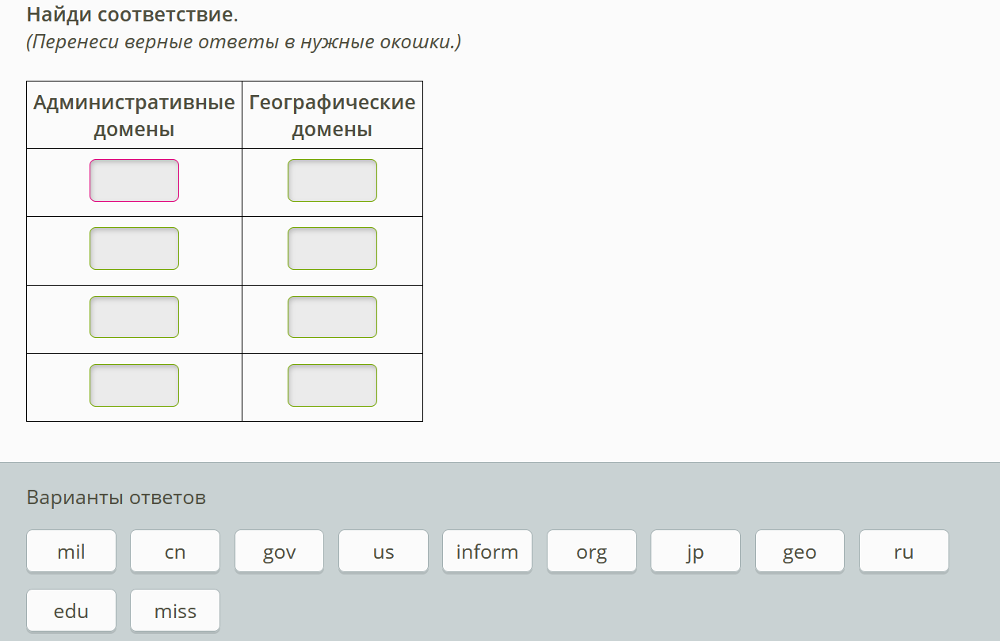 Найди соответствие.
(Перенеси верные ответы в нужные окошки.)
Административные домены
Географические домены
Варианты ответов
mil cn gov us inform org jp geo ru
edu miss